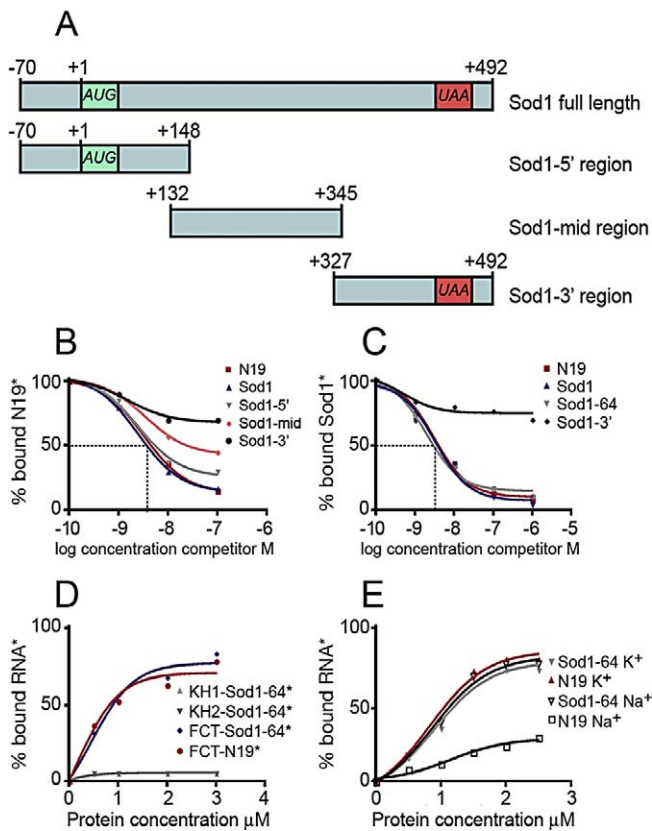 A
-70 +1 +492
AUG UAA Sod1 full length
-70 +1 +148
AUG Sod1-5' region
+132 +345
Sod1-mid region
+327 +492
UAA Sod1-3' region
B
% bound N19*
100
50
0
-10 -9 -8 -7 -6
log concentration competitor M
N19
Sod1
Sod1-5'
Sod1-mid
Sod1-3'
C
% bound Sod1*
100
50
0
-10 -9 -8 -7 -6 -5
log concentration competitor M
N19
Sod1
Sod1-64
Sod1-3'
D
% bound RNA*
100
50
0
0 1 2 3 4
Protein concentration µM
KH1-Sod1-64*
KH2-Sod1-64*
FCT-Sod1-64*
FCT-N19*
E
% bound RNA*
100
50
0
0 1 2 3
Protein concentration µM
Sod1-64 K+
N19 K+
Sod1-64 Na+
N19 Na+